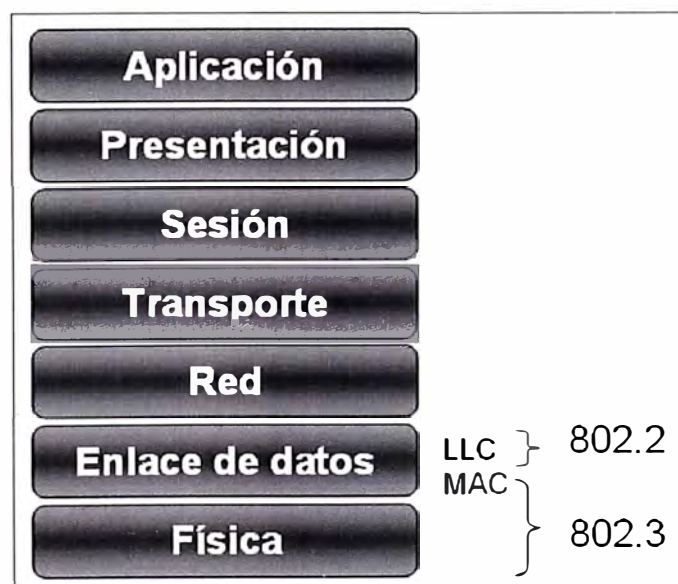 Aplicación
Presentación
Sesión
Transporte
Red
Enlace de datos
LLC
802.2
MAC
Física
802.3